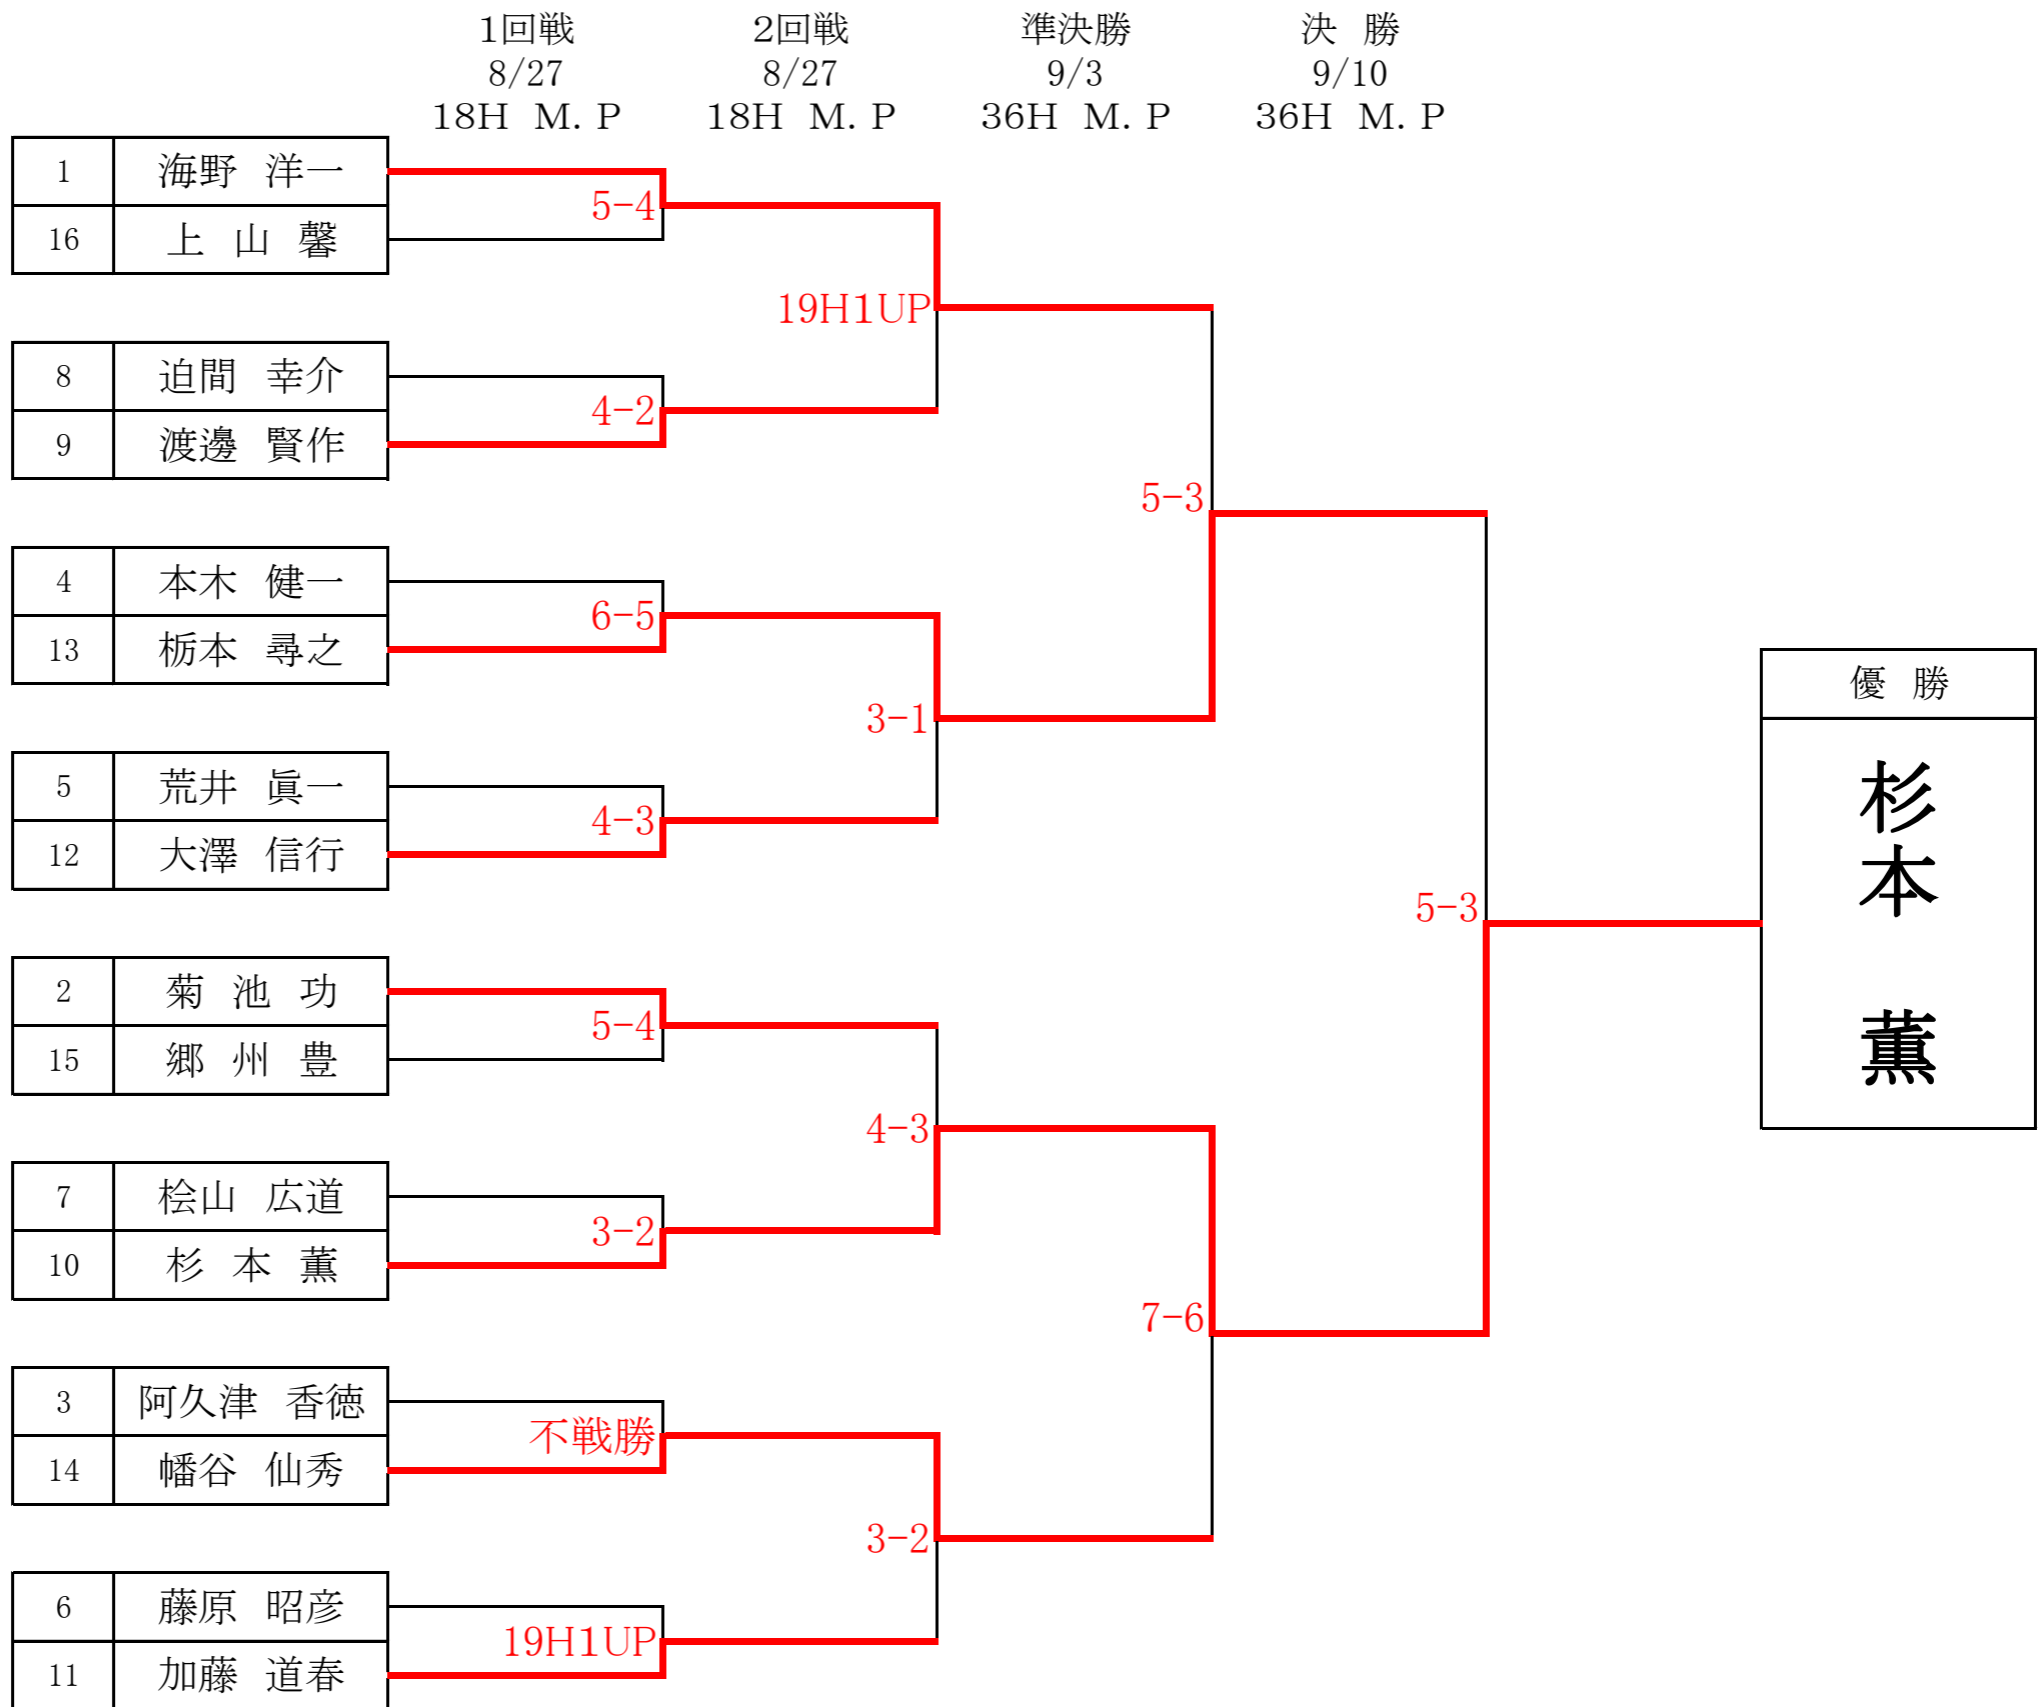 1回戦 2回戦 準決勝 決 勝
8/27 8/27 9/3 9/10
18H M.P 18H M.P 36H M.P 36H M.P
1 海野 洋一
5-4
16 上 山 馨
19H1UP
8 迫間 幸介
4-2
9 渡邊 賢作
5-3
4 本木 健一
6-5
13 栃本 尋之
優 勝
3-1
5 荒井 眞一
4-3
12 大澤 信行
5-3
杉本 薫
2 菊 池 功
5-4
15 郷 州 豊
4-3
7 桧山 広道
3-2
10 杉 本 薫
7-6
3 阿久津 香徳
不戦勝
14 幡谷 仙秀
3-2
6 藤原 昭彦
19H1UP
11 加藤 道春